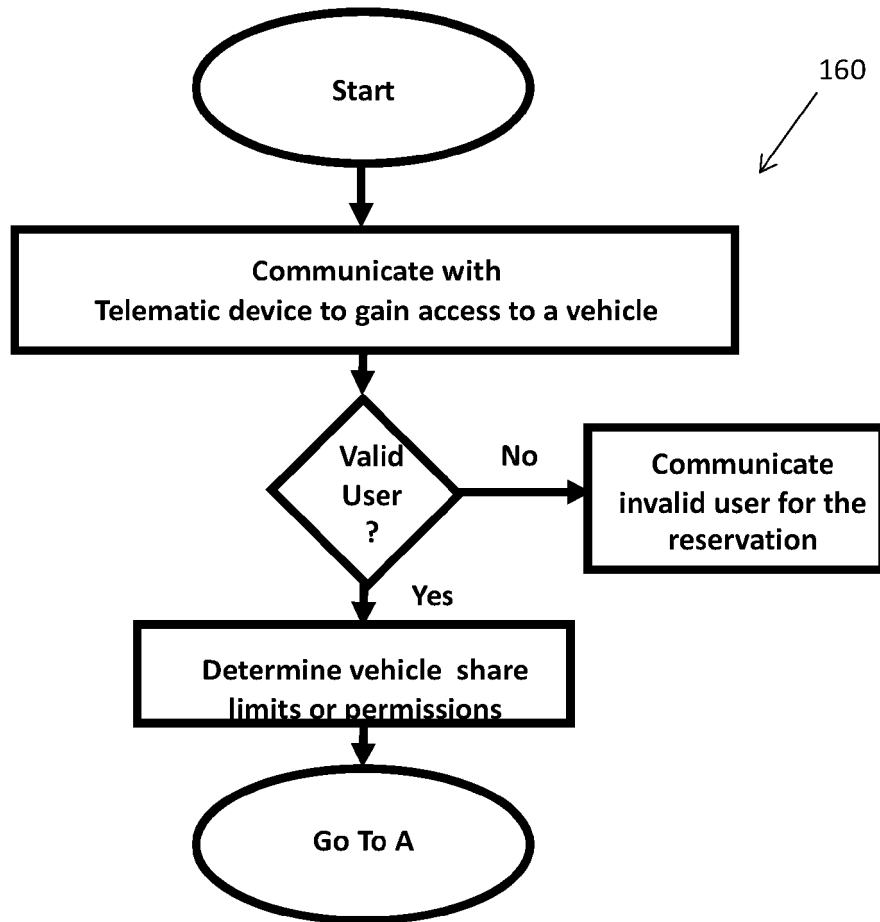 Start
160
Communicate with
Telematic device to gain access to a vehicle
Valid
User
?
No
Communicate
invalid user for the
reservation
Yes
Determine vehicle share
limits or permissions
Go To A